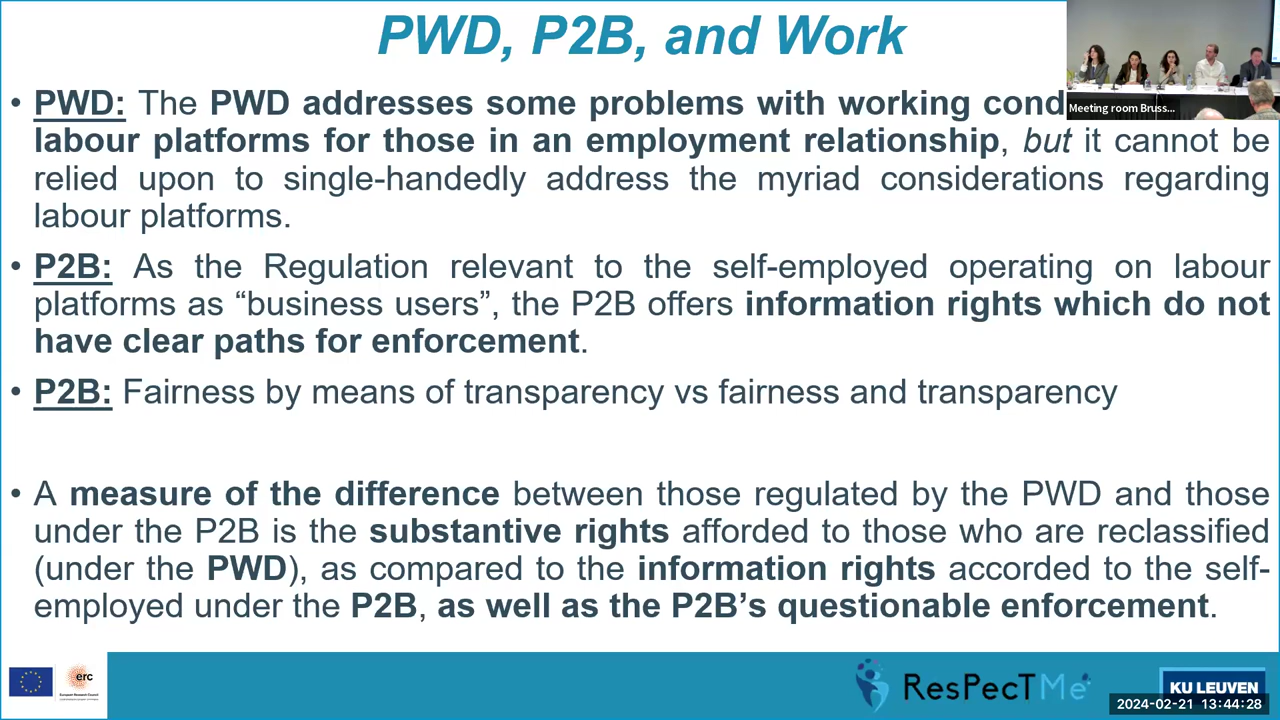 PWD, P2B, and Work
• PWD: The PWD addresses some problems with working cond
labour platforms for those in an employment relationship, but it cannot be
relied upon to single-handedly address the myriad considerations regarding
labour platforms.
• P2B: As the Regulation relevant to the self-employed operating on labour
platforms as “business users”, the P2B offers information rights which do not
have clear paths for enforcement.
• P2B: Fairness by means of transparency vs fairness and transparency
• A measure of the difference between those regulated by the PWD and those
under the P2B is the substantive rights afforded to those who are reclassified
(under the PWD), as compared to the information rights accorded to the self-
employed under the P2B, as well as the P2B’s questionable enforcement.
Meeting room Bruss...
erc
European Research Council
ResPecTMe
KU LEUVEN
2024-02-21 13:44:28